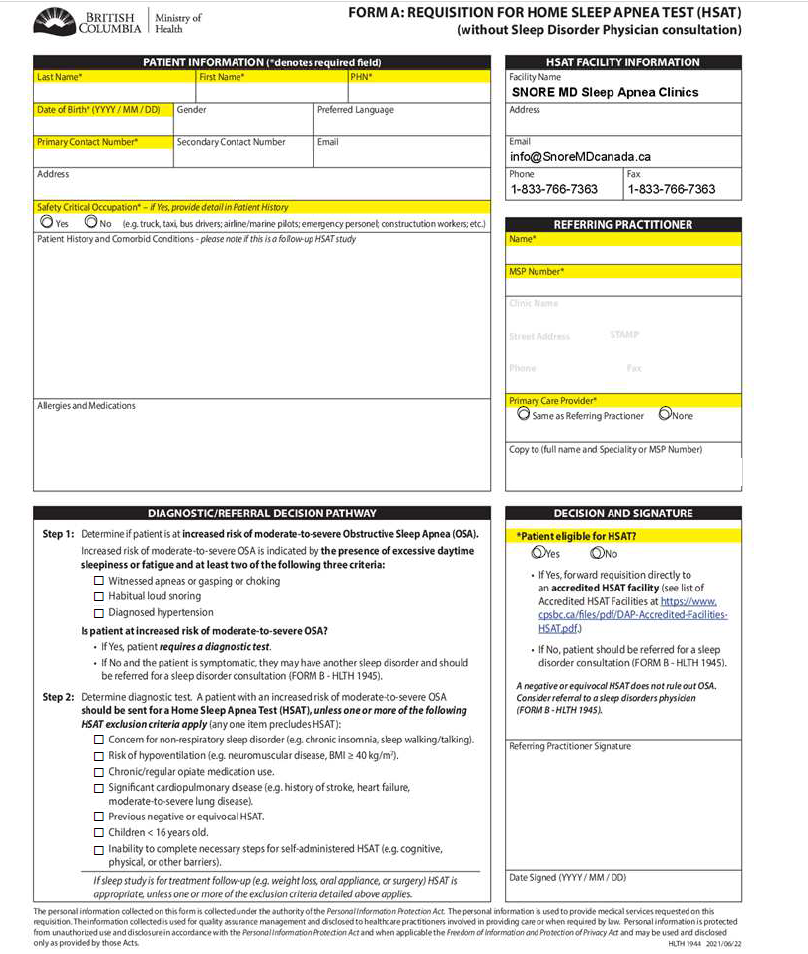 BRITISH
COLUMBIA
Ministry of
Health
FORM A: REQUISITION FOR HOME SLEEP APNEA TEST (HSAT)
(without Sleep Disorder Physician consultation)
PATIENT INFORMATION (*denotes required field)
Last Name* First Name* PHN*
Date of Birth* (YYYY / MM / DD) Gender Preferred Language
Primary Contact Number* Secondary Contact Number Email
Address
Safety Critical Occupation* – if Yes, provide detail in Patient History
Yes No (e.g. truck, taxi, bus drivers; airline/marine pilots; emergency personel; constructution workers; etc.)
Patient History and Comorbid Conditions - please note if this is a follow-up HSAT study
Allergies and Medications
HSAT FACILITY INFORMATION
Facility Name
SNORE MD Sleep Apnea Clinics
Address
Email
info@SnoreMDcanada.ca
Phone Fax
1-833-766-7363 1-833-766-7363
REFERRING PRACTITIONER
Name*
MSP Number*
Clinic Name
Street Address STAMP
Phone Fax
Primary Care Provider*
Same as Referring Practioner None
Copy to (full name and Speciality or MSP Number)
DIAGNOSTIC/REFERRAL DECISION PATHWAY
Step 1: Determine if patient is at increased risk of moderate-to-severe Obstructive Sleep Apnea (OSA).
Increased risk of moderate-to-severe OSA is indicated by the presence of excessive daytime
sleepiness or fatigue and at least two of the following three criteria:
Witnessed apneas or gasping or choking
Habitual loud snoring
Diagnosed hypertension
Is patient at increased risk of moderate-to-severe OSA?
• If Yes, patient requires a diagnostic test.
• If No and the patient is symptomatic, they may have another sleep disorder and should
be referred for a sleep disorder consultation (FORM B - HLTH 1945).
Step 2: Determine diagnostic test. A patient with an increased risk of moderate-to-severe OSA
should be sent for a Home Sleep Apnea Test (HSAT), unless one or more of the following
HSAT exclusion criteria apply (any one item precludes HSAT):
Concern for non-respiratory sleep disorder (e.g. chronic insomnia, sleep walking/talking).
Risk of hypoventilation (e.g. neuromuscular disease, BMI ≥ 40 kg/m²).
Chronic/regular opiate medication use.
Significant cardiopulmonary disease (e.g. history of stroke, heart failure,
moderate-to-severe lung disease).
Previous negative or equivocal HSAT.
Children < 16 years old.
Inability to complete necessary steps for self-administered HSAT (e.g. cognitive,
physical, or other barriers).
If sleep study is for treatment follow-up (e.g. weight loss, oral appliance, or surgery) HSAT is
appropriate, unless one or more of the exclusion criteria detailed above applies.
DECISION AND SIGNATURE
*Patient eligible for HSAT?
Yes No
• If Yes, forward requisition directly to
an accredited HSAT facility (see list of
Accredited HSAT Facilities at https://www.
cpsbc.ca/files/pdf/DAP-Accredited-Facilities-
HSAT.pdf.)
• If No, patient should be referred for a sleep
disorder consultation (FORM B - HLTH 1945).
A negative or equivocal HSAT does not rule out OSA.
Consider referral to a sleep disorders physician
(FORM B - HLTH 1945).
Referring Practitioner Signature
Date Signed (YYYY / MM / DD)
The personal information collected on this form is collected under the authority of the Personal Information Protection Act. The personal information is used to provide medical services requested on this
requisition. The information collected is used for quality assurance management and disclosed to healthcare practitioners involved in providing care or when required by law. Personal information is protected
from unauthorized use and disclosure in accordance with the Personal Information Protection Act and when applicable the Freedom of Information and Protection of Privacy Act and may be used and disclosed
only as provided by those Acts.
HLTH 1944 2021/06/22